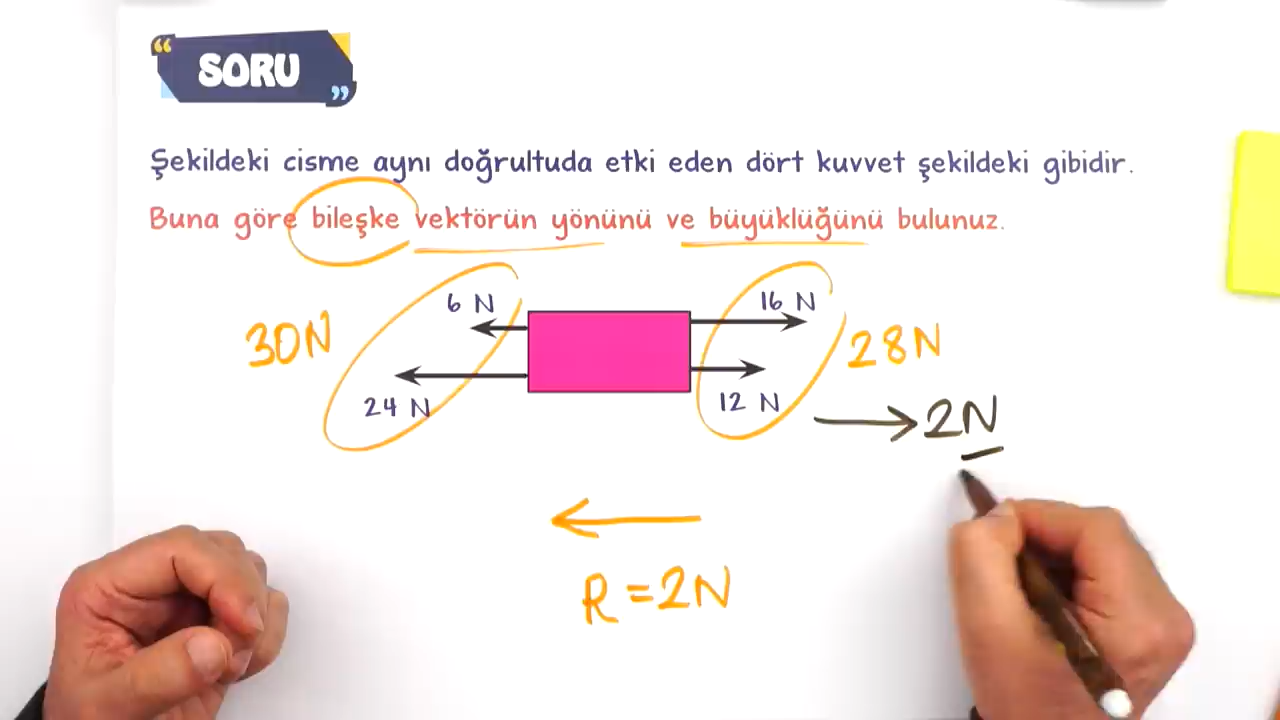 SORU
Şekildeki cisme aynı doğrultuda etki eden dört kuvvet şekildeki gibidir.
Buna göre bileşke vektörün yönünü ve büyüklüğünü bulunuz.
6 N
16 N
30N
28N
24 N
12 N
2N
R = 2N